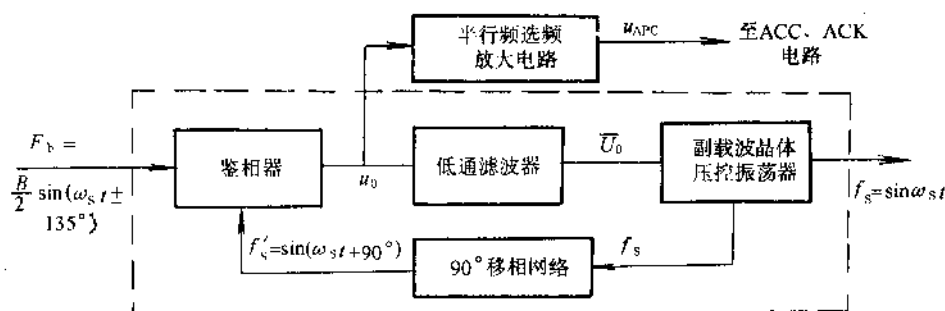 平行频选频
放大电路
u_APC
至ACC、ACK
电路
F_b =
B/2 sin(ω_S t ±
135°)
鉴相器
u_0
低通滤波器
U̅_0
副载波晶体
压控振荡器
f_s=sinω_S t
f_s′=sin(ω_S t+90°)
90°移相网络
f_S